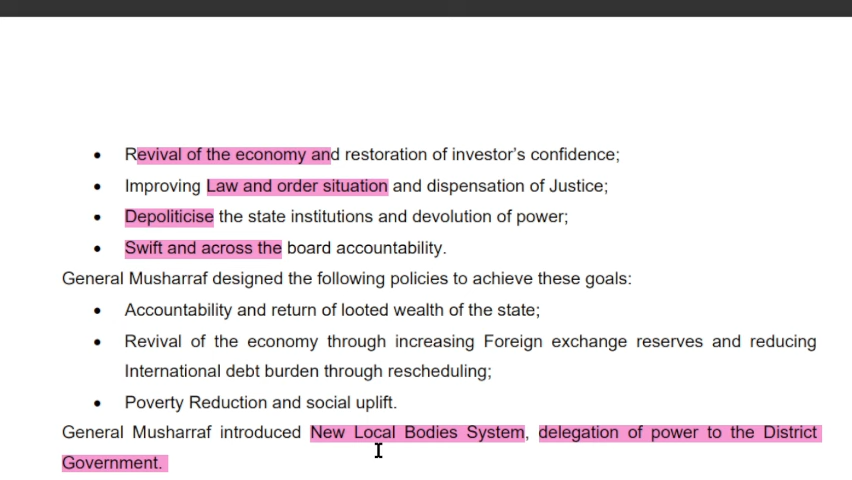 • Revival of the economy and restoration of investor's confidence;
• Improving Law and order situation and dispensation of Justice;
• Depoliticise the state institutions and devolution of power;
• Swift and across the board accountability.
General Musharraf designed the following policies to achieve these goals:
• Accountability and return of looted wealth of the state;
• Revival of the economy through increasing Foreign exchange reserves and reducing
International debt burden through rescheduling;
• Poverty Reduction and social uplift.
General Musharraf introduced New Local Bodies System, delegation of power to the District
Government.